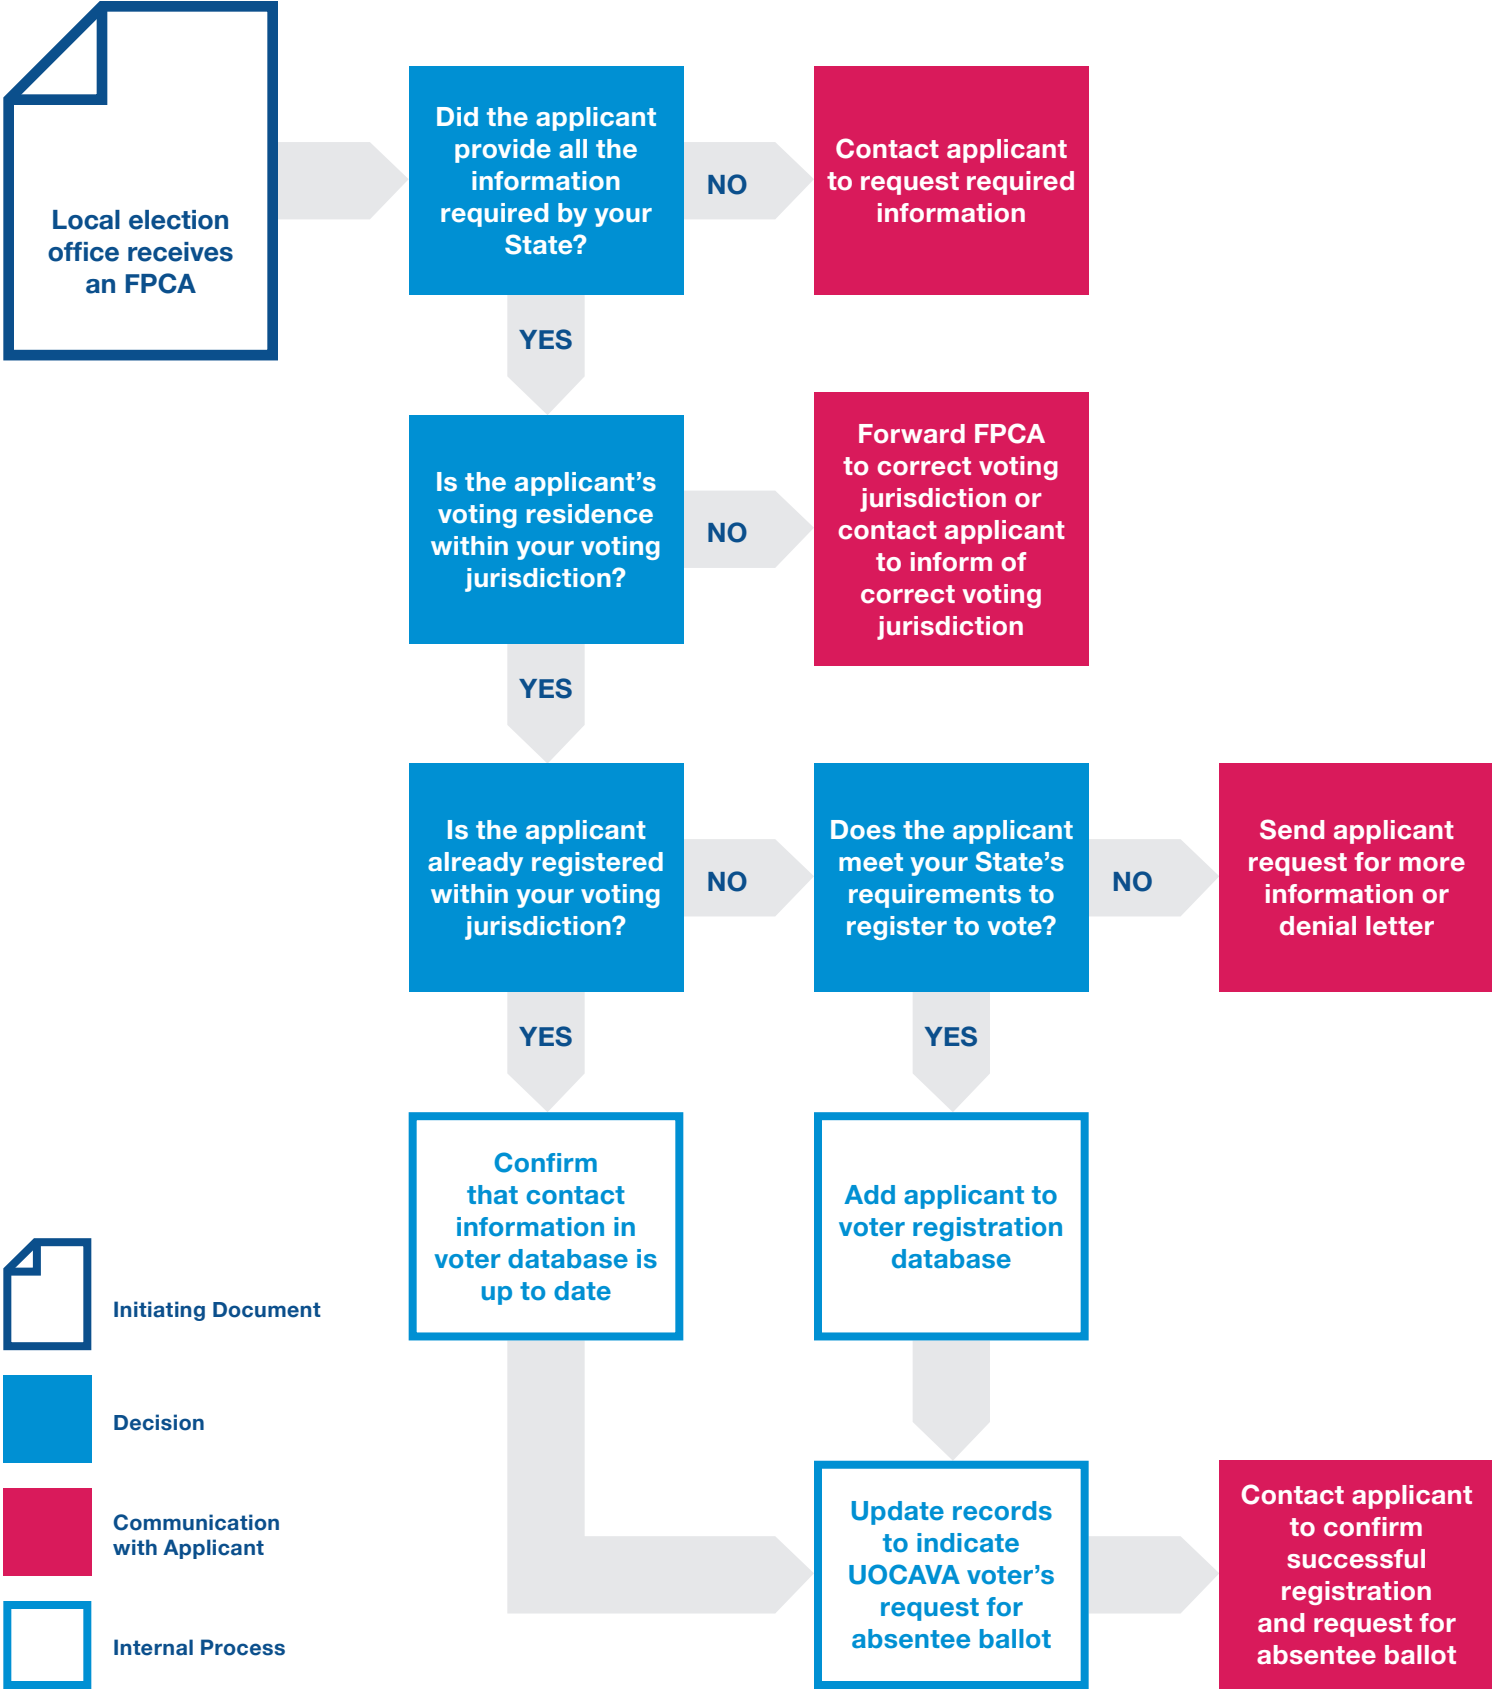 Local election
office receives
an FPCA
Did the applicant
provide all the
information
required by your
State?
NO
Contact applicant
to request required
information
YES
Is the applicant’s
voting residence
within your voting
jurisdiction?
NO
Forward FPCA
to correct voting
jurisdiction or
contact applicant
to inform of
correct voting
jurisdiction
YES
Is the applicant
already registered
within your voting
jurisdiction?
NO
Does the applicant
meet your State’s
requirements to
register to vote?
NO
Send applicant
request for more
information or
denial letter
YES
YES
Confirm
that contact
information in
voter database is
up to date
Add applicant to
voter registration
database
Update records
to indicate
UOCAVA voter’s
request for
absentee ballot
Contact applicant
to confirm
successful
registration
and request for
absentee ballot
Initiating Document
Decision
Communication
with Applicant
Internal Process